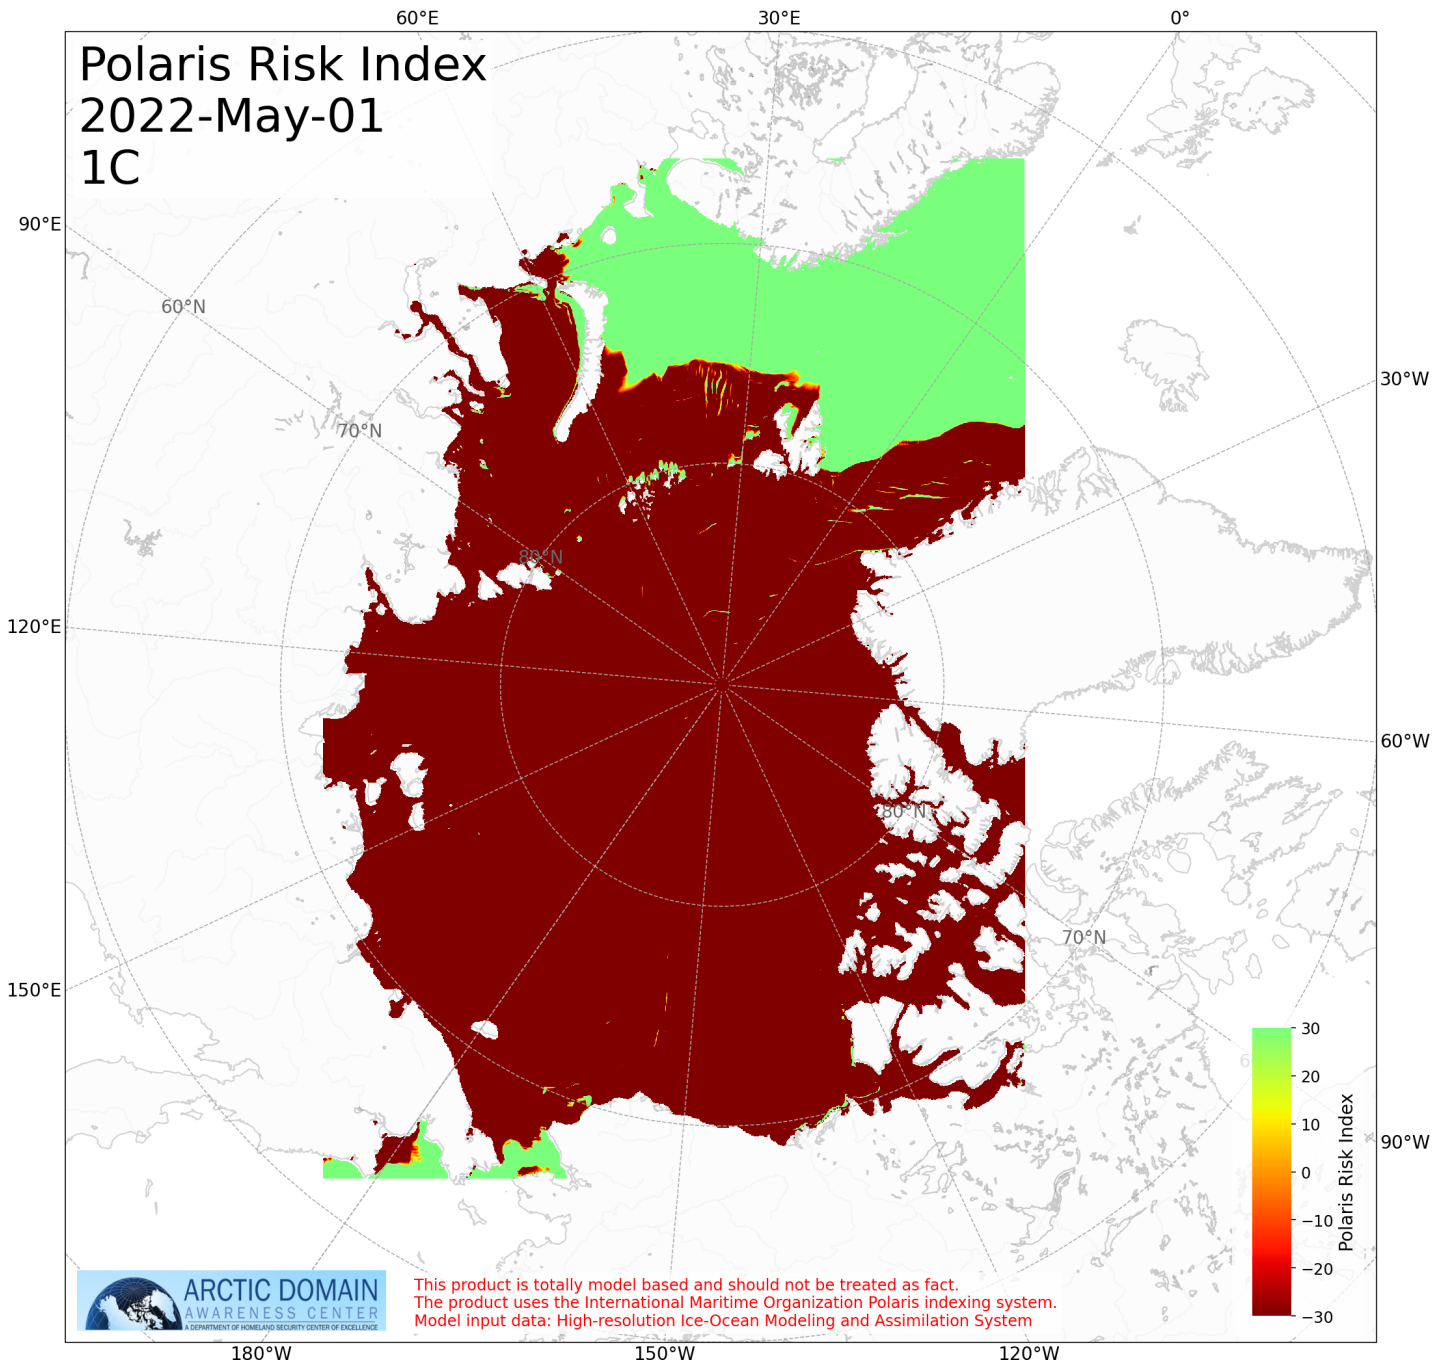 60°E 30°E 0°
Polaris Risk Index
2022-May-01
1C
90°E
60°N
30°W
70°N
80°N
120°E
60°W
80°N
70°N
150°E
30
20
10
0
−10
−20
−30
Polaris Risk Index
90°W
ARCTIC DOMAIN
AWARENESS CENTER
A DEPARTMENT OF HOMELAND SECURITY CENTER OF EXCELLENCE
This product is totally model based and should not be treated as fact.
The product uses the International Maritime Organization Polaris indexing system.
Model input data: High-resolution Ice-Ocean Modeling and Assimilation System
180°W 150°W 120°W